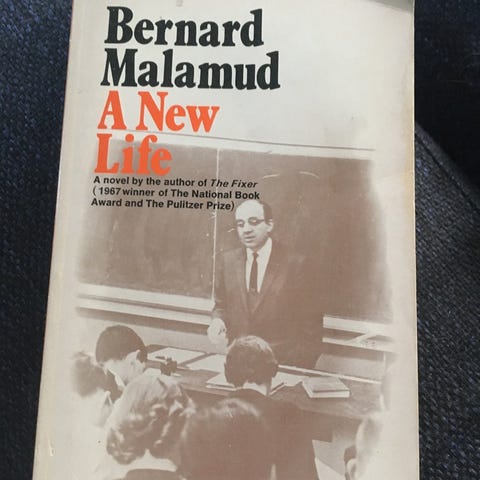 Bernard
Malamud
A New
Life
A novel by the author of The Fixer
(1967 winner of The National Book
Award and The Pulitzer Prize)